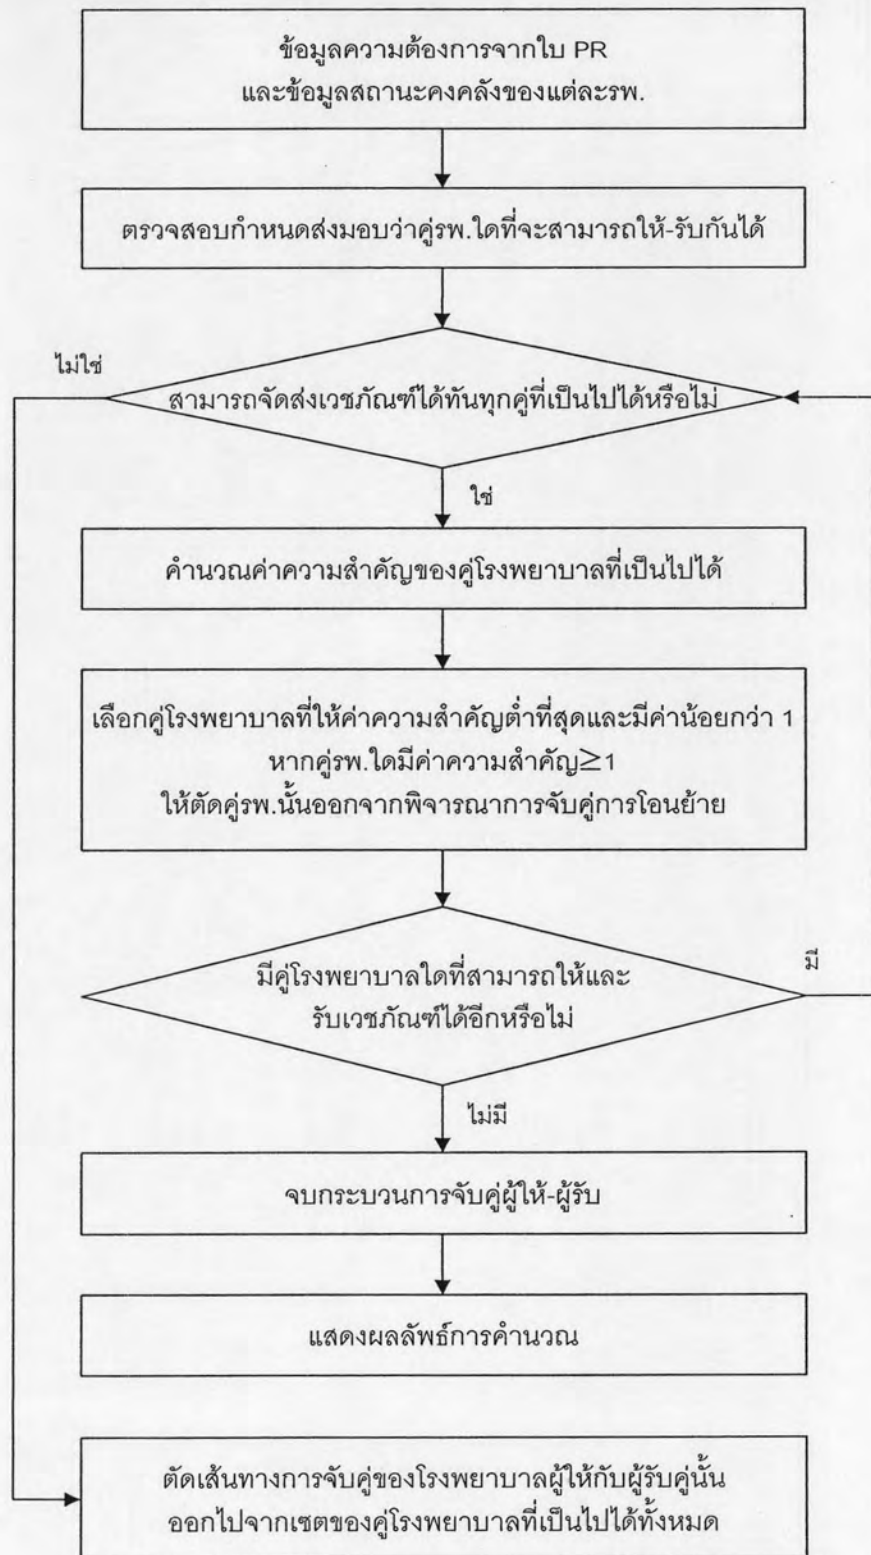 ข้อมูลความต้องการจากใบ PR
และข้อมูลสถานะคงคลังของแต่ละรพ.
ตรวจสอบกำหนดส่งมอบว่าคู่รพ.ใดที่จะสามารถให้-รับกันได้
ไม่ใช่
สามารถจัดส่งเวชภัณฑ์ได้ทันทุกคู่ที่เป็นไปได้หรือไม่
ใช่
คำนวณค่าความสำคัญของคู่โรงพยาบาลที่เป็นไปได้
เลือกคู่โรงพยาบาลที่ให้ค่าความสำคัญต่ำที่สุดและมีค่าน้อยกว่า 1
หากคู่รพ.ใดมีค่าความสำคัญ≥1
ให้ตัดคู่รพ.นั้นออกจากพิจารณาการจับคู่การโอนย้าย
มีคู่โรงพยาบาลใดที่สามารถให้และ
รับเวชภัณฑ์ได้อีกหรือไม่
มี
ไม่มี
จบกระบวนการจับคู่ผู้ให้-ผู้รับ
แสดงผลลัพธ์การคำนวณ
ตัดเส้นทางการจับคู่ของโรงพยาบาลผู้ให้กับผู้รับคู่นั้น
ออกไปจากเซตของคู่โรงพยาบาลที่เป็นไปได้ทั้งหมด